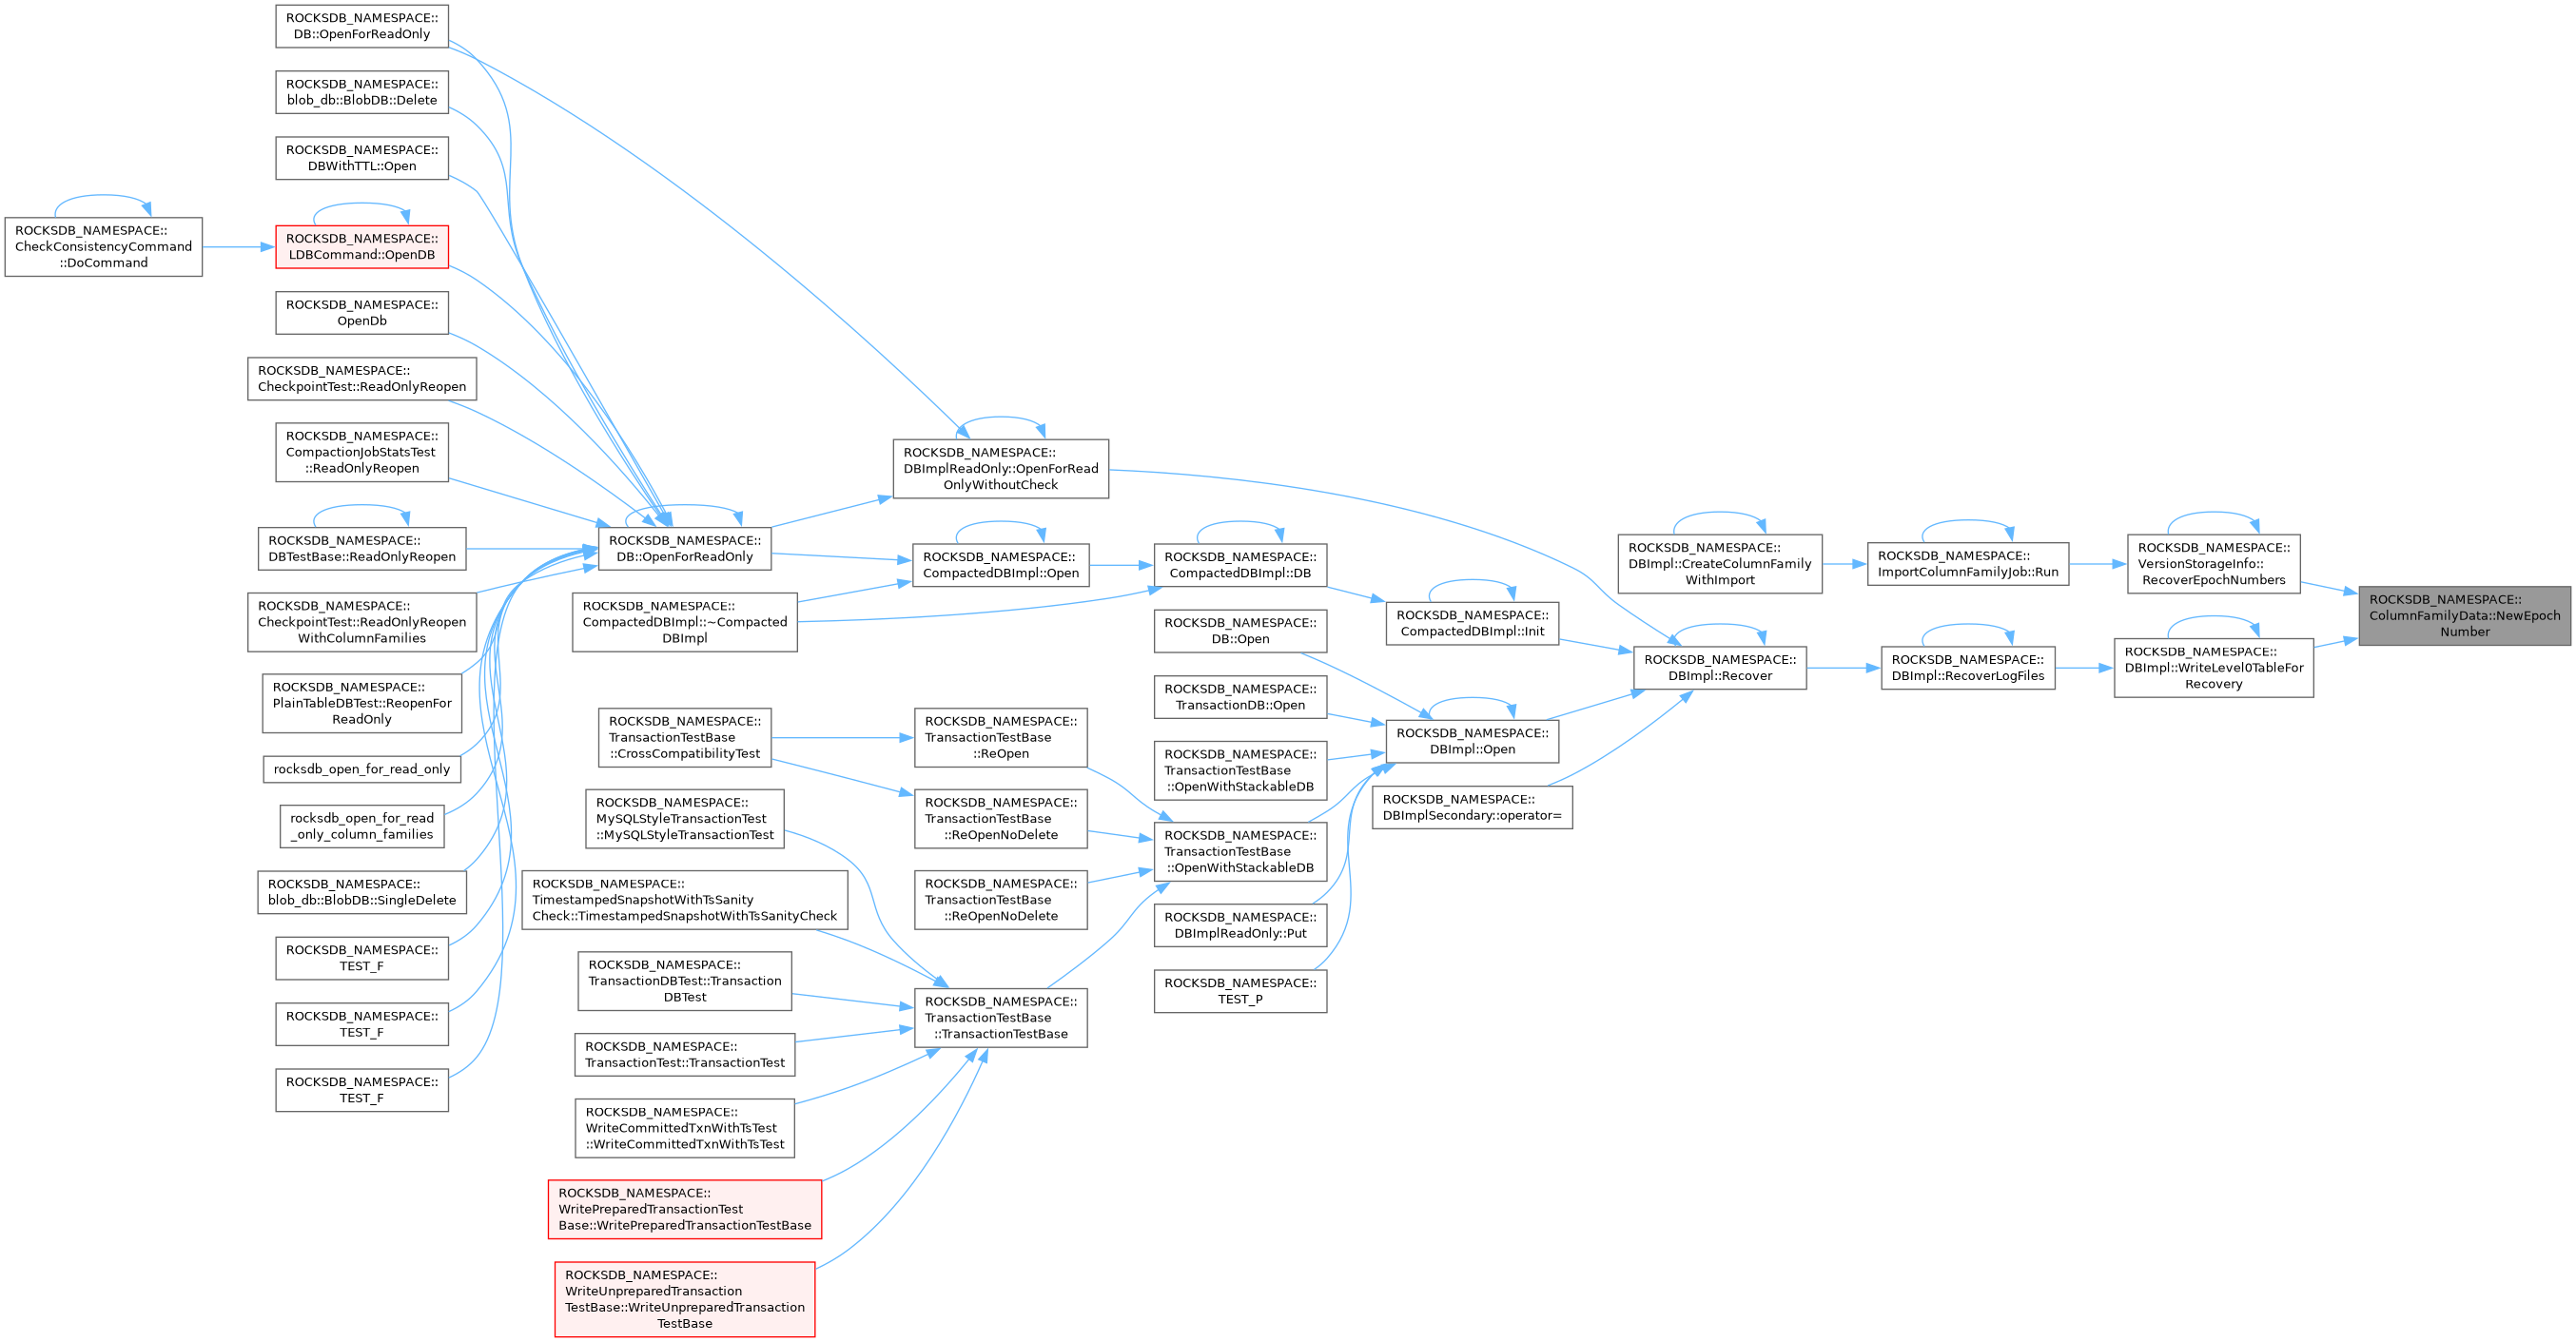 ROCKSDB_NAMESPACE::
DB::OpenForReadOnly
ROCKSDB_NAMESPACE::
blob_db::BlobDB::Delete
ROCKSDB_NAMESPACE::
DBWithTTL::Open
ROCKSDB_NAMESPACE::
CheckConsistencyCommand
::DoCommand
ROCKSDB_NAMESPACE::
LDBCommand::OpenDB
ROCKSDB_NAMESPACE::
OpenDb
ROCKSDB_NAMESPACE::
CheckpointTest::ReadOnlyReopen
ROCKSDB_NAMESPACE::
CompactionJobStatsTest
::ReadOnlyReopen
ROCKSDB_NAMESPACE::
DBTestBase::ReadOnlyReopen
ROCKSDB_NAMESPACE::
CheckpointTest::ReadOnlyReopen
WithColumnFamilies
ROCKSDB_NAMESPACE::
PlainTableDBTest::ReopenFor
ReadOnly
rocksdb_open_for_read_only
rocksdb_open_for_read
_only_column_families
ROCKSDB_NAMESPACE::
blob_db::BlobDB::SingleDelete
ROCKSDB_NAMESPACE::
TEST_F
ROCKSDB_NAMESPACE::
TEST_F
ROCKSDB_NAMESPACE::
TEST_F
ROCKSDB_NAMESPACE::
DB::OpenForReadOnly
ROCKSDB_NAMESPACE::
CompactedDBImpl::~Compacted
DBImpl
ROCKSDB_NAMESPACE::
TransactionTestBase
::CrossCompatibilityTest
ROCKSDB_NAMESPACE::
MySQLStyleTransactionTest
::MySQLStyleTransactionTest
ROCKSDB_NAMESPACE::
TimestampedSnapshotWithTsSanity
Check::TimestampedSnapshotWithTsSanityCheck
ROCKSDB_NAMESPACE::
TransactionDBTest::Transaction
DBTest
ROCKSDB_NAMESPACE::
TransactionTest::TransactionTest
ROCKSDB_NAMESPACE::
WriteCommittedTxnWithTsTest
::WriteCommittedTxnWithTsTest
ROCKSDB_NAMESPACE::
WritePreparedTransactionTest
Base::WritePreparedTransactionTestBase
ROCKSDB_NAMESPACE::
WriteUnpreparedTransaction
TestBase::WriteUnpreparedTransaction
TestBase
ROCKSDB_NAMESPACE::
DBImplReadOnly::OpenForRead
OnlyWithoutCheck
ROCKSDB_NAMESPACE::
CompactedDBImpl::Open
ROCKSDB_NAMESPACE::
TransactionTestBase
::ReOpen
ROCKSDB_NAMESPACE::
TransactionTestBase
::ReOpenNoDelete
ROCKSDB_NAMESPACE::
TransactionTestBase
::ReOpenNoDelete
ROCKSDB_NAMESPACE::
TransactionTestBase
::TransactionTestBase
ROCKSDB_NAMESPACE::
CompactedDBImpl::DB
ROCKSDB_NAMESPACE::
DB::Open
ROCKSDB_NAMESPACE::
TransactionDB::Open
ROCKSDB_NAMESPACE::
TransactionTestBase
::OpenWithStackableDB
ROCKSDB_NAMESPACE::
TransactionTestBase
::OpenWithStackableDB
ROCKSDB_NAMESPACE::
DBImplReadOnly::Put
ROCKSDB_NAMESPACE::
TEST_P
ROCKSDB_NAMESPACE::
CompactedDBImpl::Init
ROCKSDB_NAMESPACE::
DBImpl::Open
ROCKSDB_NAMESPACE::
DBImplSecondary::operator=
ROCKSDB_NAMESPACE::
DBImpl::CreateColumnFamily
WithImport
ROCKSDB_NAMESPACE::
DBImpl::Recover
ROCKSDB_NAMESPACE::
ImportColumnFamilyJob::Run
ROCKSDB_NAMESPACE::
DBImpl::RecoverLogFiles
ROCKSDB_NAMESPACE::
VersionStorageInfo::
RecoverEpochNumbers
ROCKSDB_NAMESPACE::
DBImpl::WriteLevel0TableFor
Recovery
ROCKSDB_NAMESPACE::
ColumnFamilyData::NewEpoch
Number